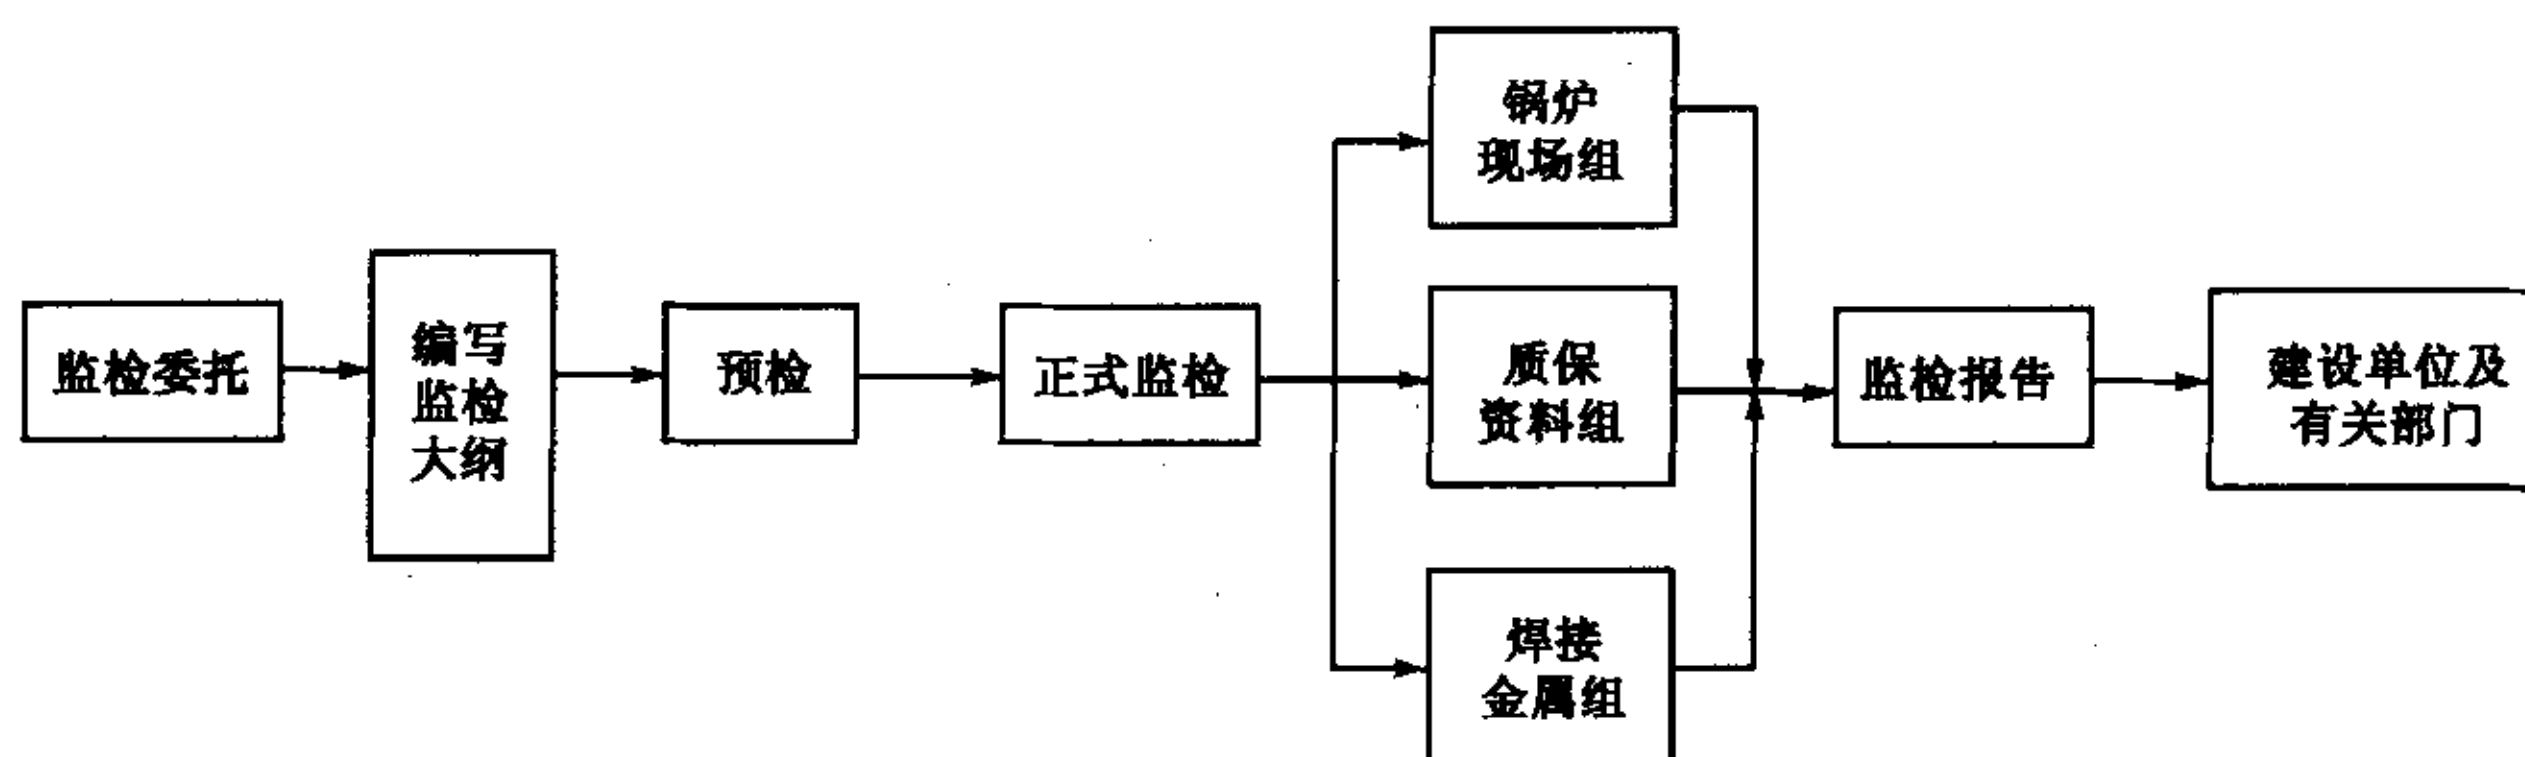 监检委托
编写
监检
大纲
预检
正式监检
锅炉
现场组
质保
资料组
焊接
金属组
监检报告
建设单位及
有关部门